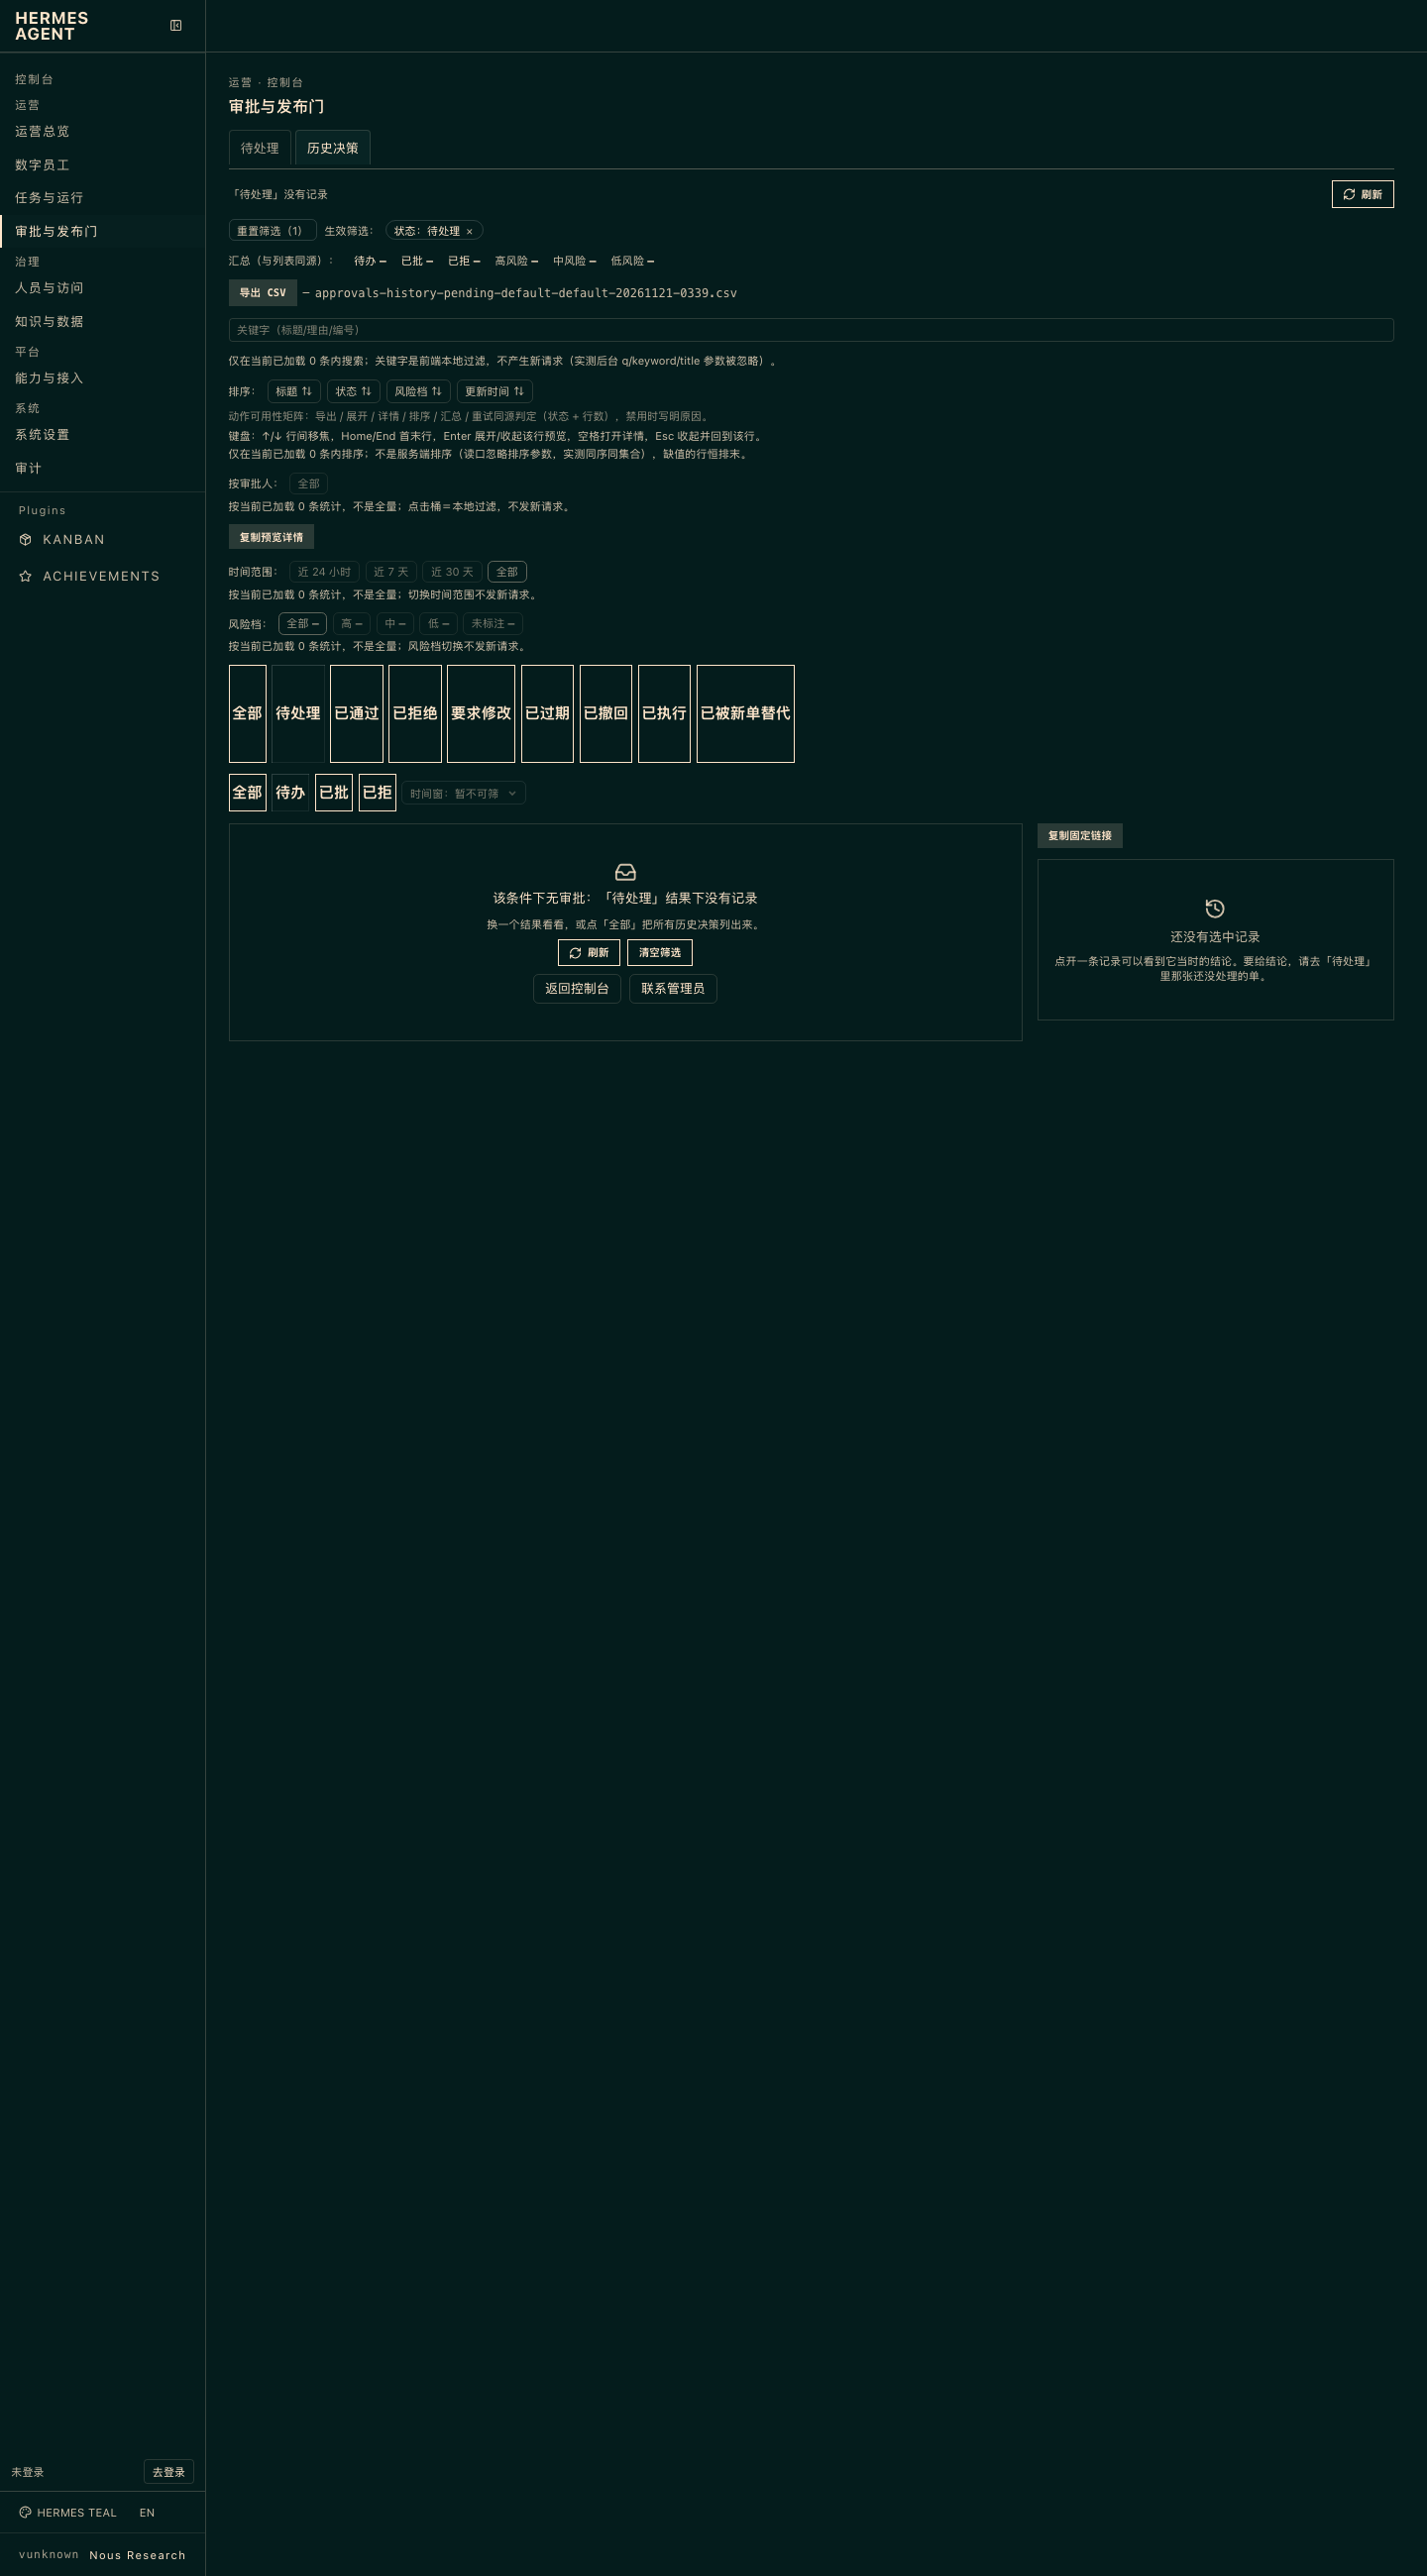 HERMES
AGENT
控制台
运营
运营总览
数字员工
任务与运行
审批与发布门
治理
人员与访问
知识与数据
平台
能力与接入
系统
系统设置
审计
Plugins
KANBAN
ACHIEVEMENTS
未登录 去登录
HERMES TEAL EN
vunknown Nous Research
运营 · 控制台
审批与发布门
待处理 历史决策
「待处理」没有记录 刷新
重置筛选（1） 生效筛选： 状态：待处理 ×
汇总（与列表同源）： 待办 — 已批 — 已拒 — 高风险 — 中风险 — 低风险 —
导出 CSV — approvals-history-pending-default-default-20261121-0339.csv
关键字（标题/理由/编号）
仅在当前已加载 0 条内搜索；关键字是前端本地过滤，不产生新请求（实测后台 q/keyword/title 参数被忽略）。
排序： 标题 ⇅ 状态 ⇅ 风险档 ⇅ 更新时间 ⇅
动作可用性矩阵：导出 / 展开 / 详情 / 排序 / 汇总 / 重试同源判定（状态 + 行数），禁用时写明原因。
键盘：↑/↓ 行间移焦，Home/End 首末行，Enter 展开/收起该行预览，空格打开详情，Esc 收起并回到该行。
仅在当前已加载 0 条内排序；不是服务端排序（读口忽略排序参数，实测同序同集合），缺值的行恒排末。
按审批人： 全部
按当前已加载 0 条统计，不是全量；点击桶＝本地过滤，不发新请求。
复制预览详情
时间范围： 近 24 小时 近 7 天 近 30 天 全部
按当前已加载 0 条统计，不是全量；切换时间范围不发新请求。
风险档： 全部 — 高 — 中 — 低 — 未标注 —
按当前已加载 0 条统计，不是全量；风险档切换不发新请求。
全部 待处理 已通过 已拒绝 要求修改 已过期 已撤回 已执行 已被新单替代
全部 待办 已批 已拒 时间窗：暂不可筛
该条件下无审批：「待处理」结果下没有记录
换一个结果看看，或点「全部」把所有历史决策列出来。
刷新 清空筛选
返回控制台 联系管理员
复制固定链接
还没有选中记录
点开一条记录可以看到它当时的结论。要给结论，请去「待处理」
里那张还没处理的单。